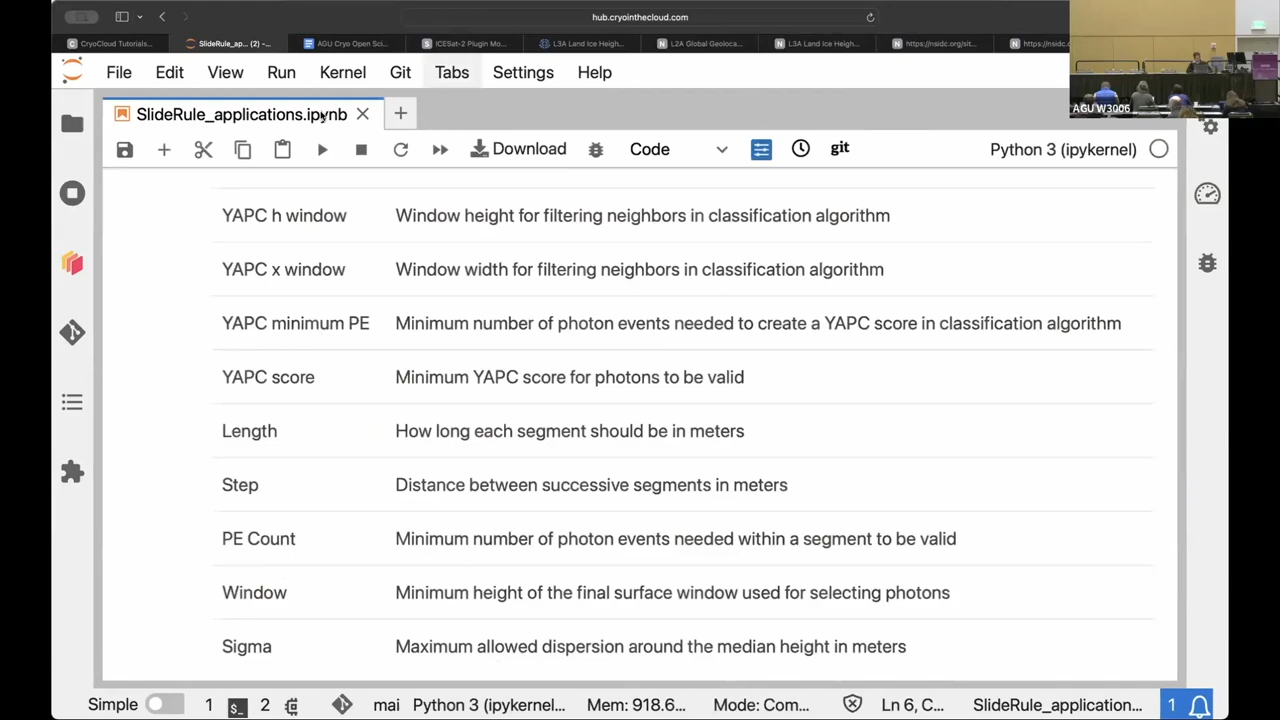 hub.cryointhecloud.com
CryoCloud Tutorials...
SlideRule_ap... (2) -...
AGU Cryo Open Sci...
ICESat-2 Plugin Mo...
L3A Land Ice Heigh...
L2A Global Geoloca...
L3A Land Ice Heigh...
https://nsidc.org/sit...
https://nsidc.o
File Edit View Run Kernel Git Tabs Settings Help
AGU W3006
SlideRule_applications.ipynb
Download Code git Python 3 (ipykernel)
YAPC h window Window height for filtering neighbors in classification algorithm
YAPC x window Window width for filtering neighbors in classification algorithm
YAPC minimum PE Minimum number of photon events needed to create a YAPC score in classification algorithm
YAPC score Minimum YAPC score for photons to be valid
Length How long each segment should be in meters
Step Distance between successive segments in meters
PE Count Minimum number of photon events needed within a segment to be valid
Window Minimum height of the final surface window used for selecting photons
Sigma Maximum allowed dispersion around the median height in meters
Simple 1 $_ 2 mai Python 3 (ipykernel... Mem: 918.6... Mode: Com... Ln 6, C... SlideRule_application... 1